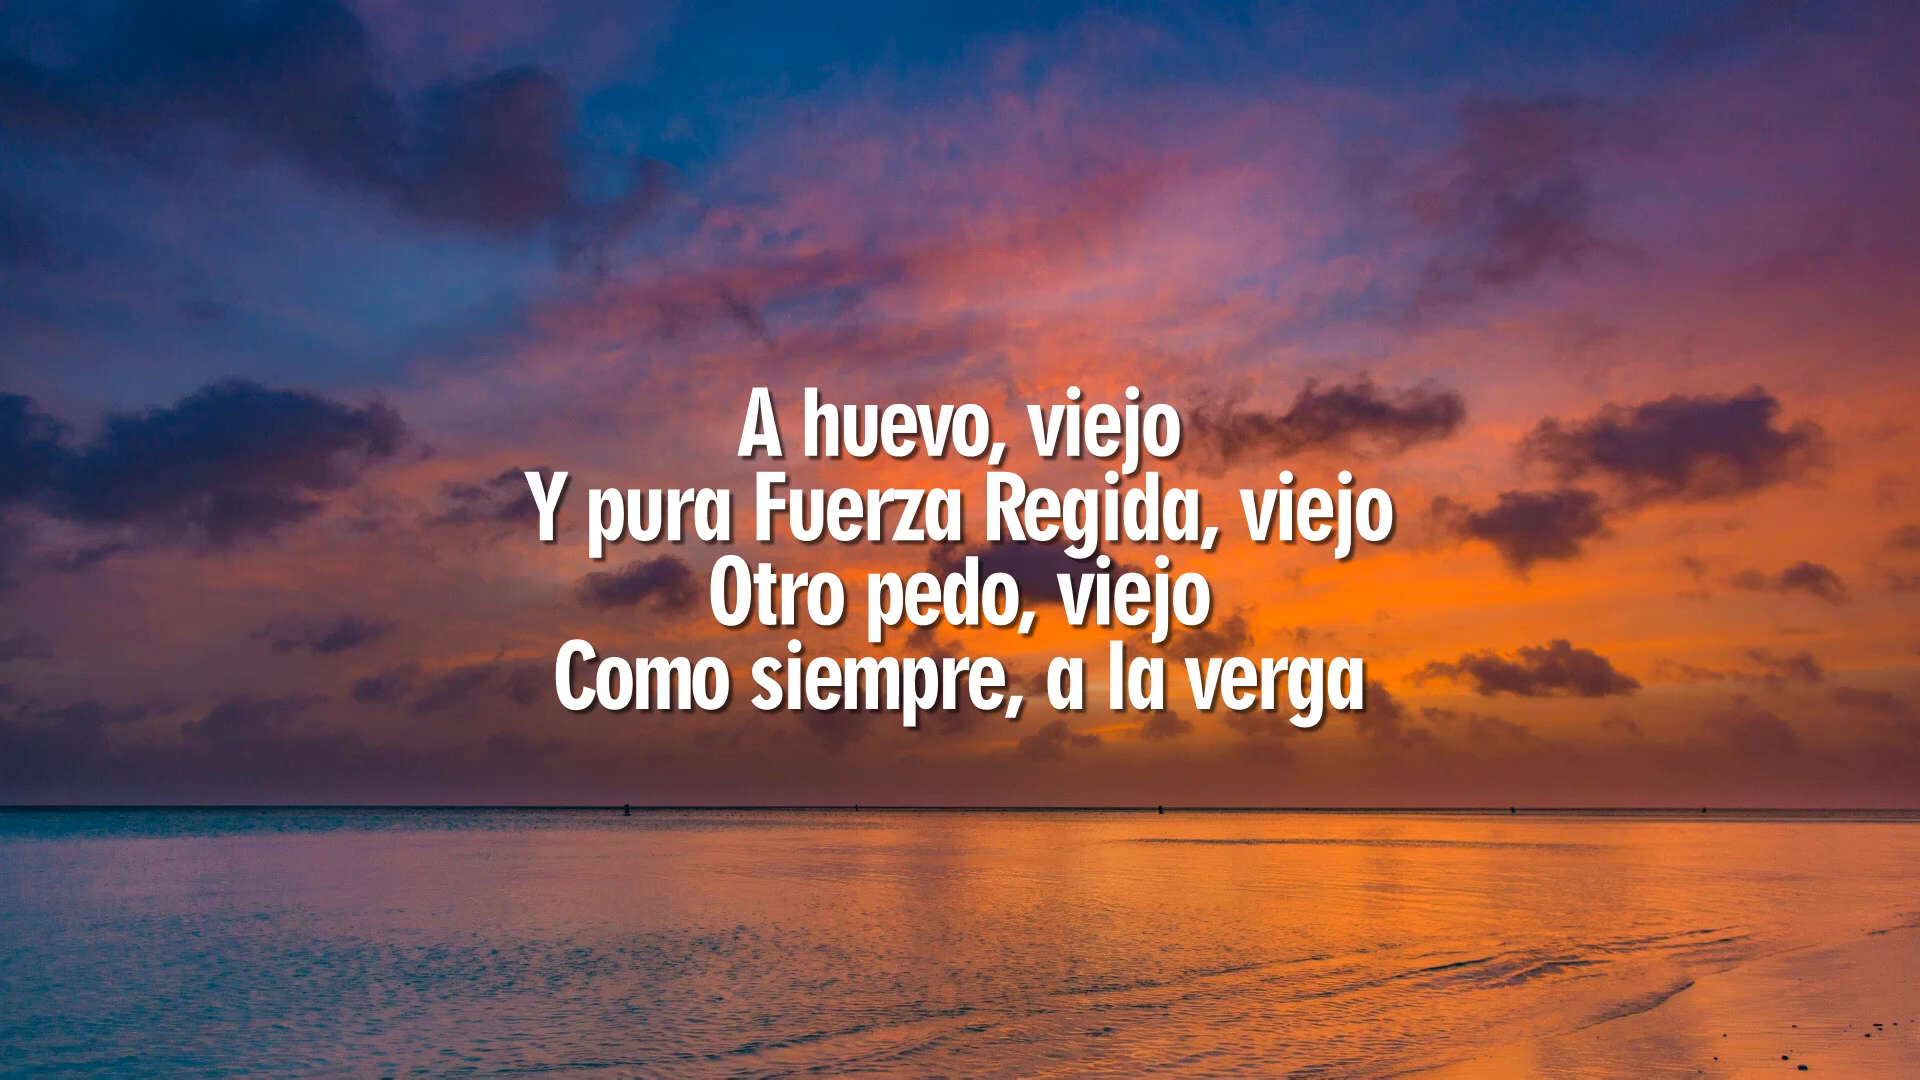 A huevo, viejo
Y pura Fuerza Regida, viejo
Otro pedo, viejo
Como siempre, a la verga